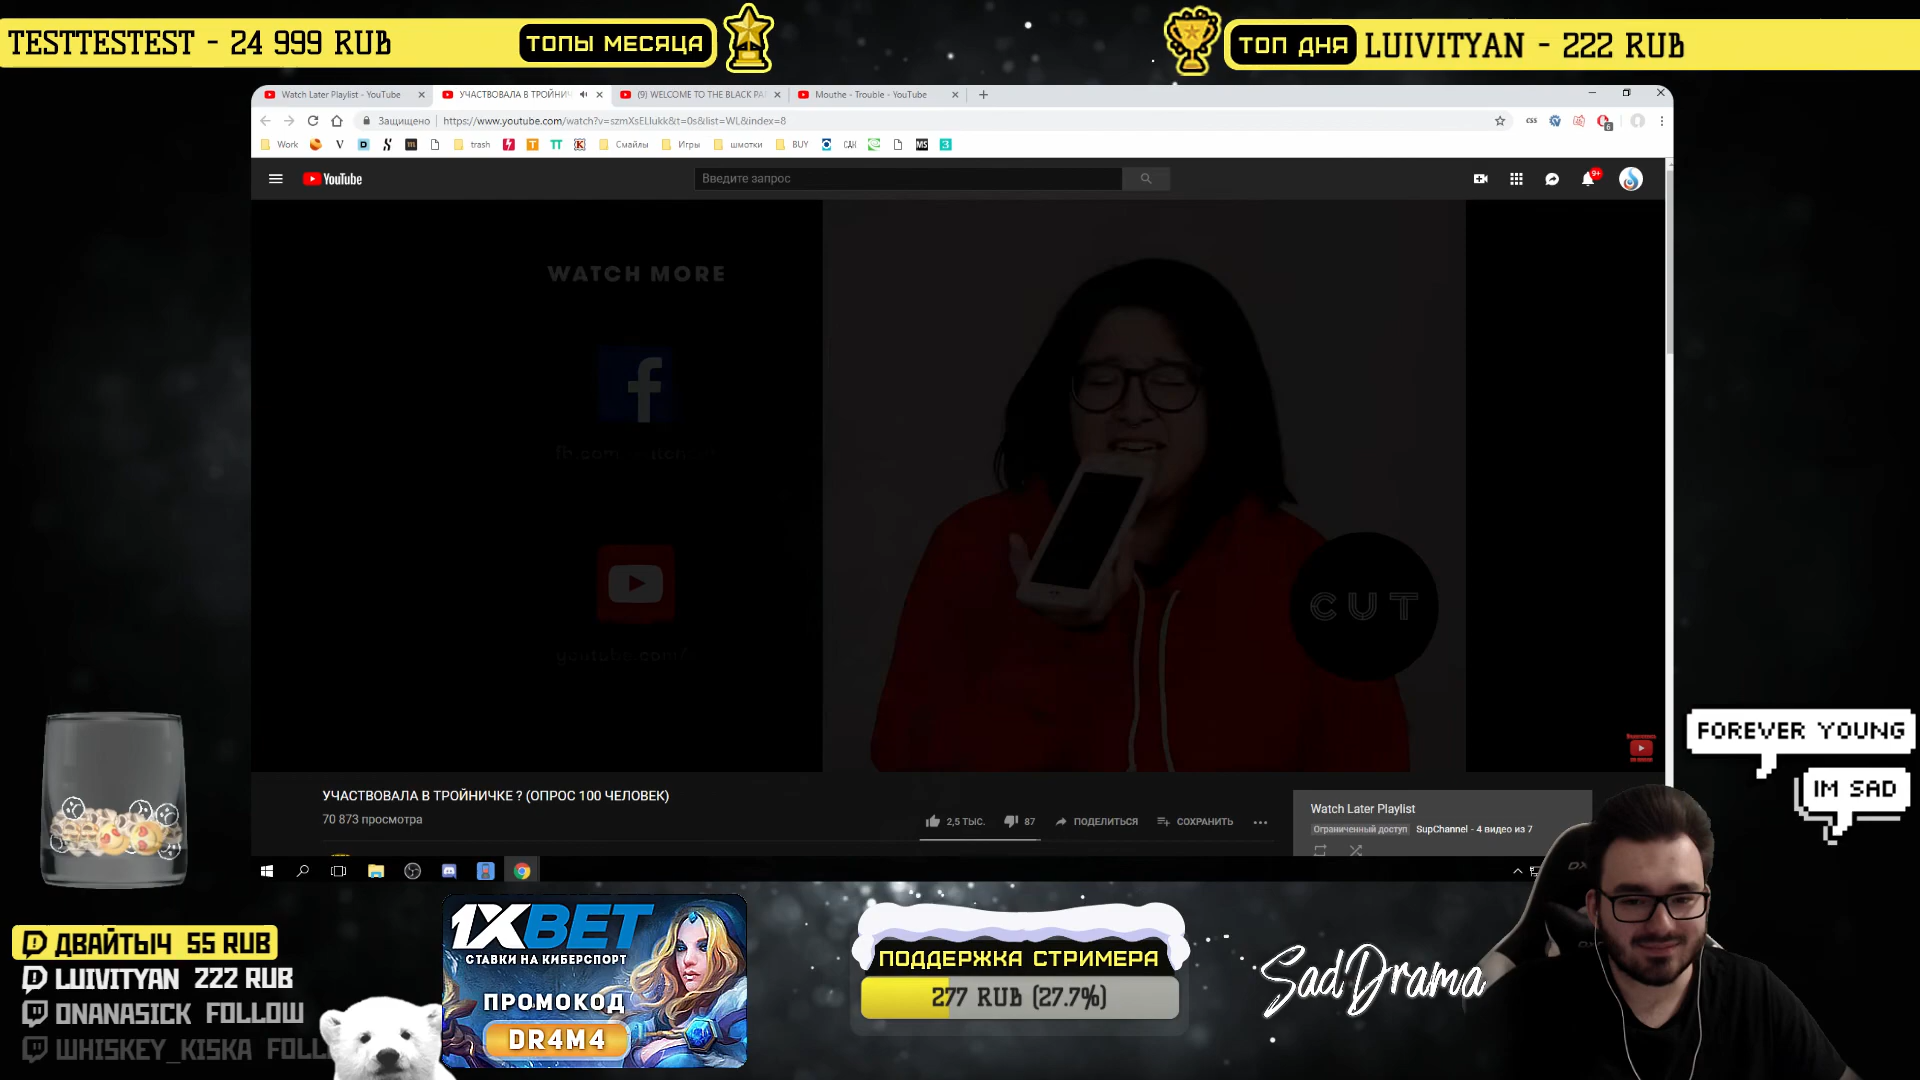 TESTTESTEST - 24 999 RUB
ТОПЫ МЕСЯЦА
ТОП ДНЯ
LUIVITYAN - 222 RUB
Watch Later Playlist - YouTube
УЧАСТВОВАЛА В ТРОЙНИЧ
(9) WELCOME TO THE BLACK PA
Mouthe - Trouble - YouTube
Защищено
https://www.youtube.com/watch?v=szmXsELIukk&t=0s&list=WL&index=8
Work
trash
Смайлы
Игры
шмотки
BUY
YouTube
Введите запрос
9+
WATCH MORE
CUT
УЧАСТВОВАЛА В ТРОЙНИЧКЕ ? (ОПРОС 100 ЧЕЛОВЕК)
70 873 просмотра
2,5 ТЫС.
87
ПОДЕЛИТЬСЯ
СОХРАНИТЬ
Watch Later Playlist
Ограниченный доступ
SupChannel - 4 видео из 7
FOREVER YOUNG
IM SAD
ДВАЙТЫЧ 55 RUB
LUIVITYAN 222 RUB
ONANASICK FOLLOW
WHISKEY_KISKA FOLL
1XBET
СТАВКИ НА КИБЕРСПОРТ
ПРОМОКОД
DR4M4
ПОДДЕРЖКА СТРИМЕРА
277 RUB (27.7%)
SadDrama